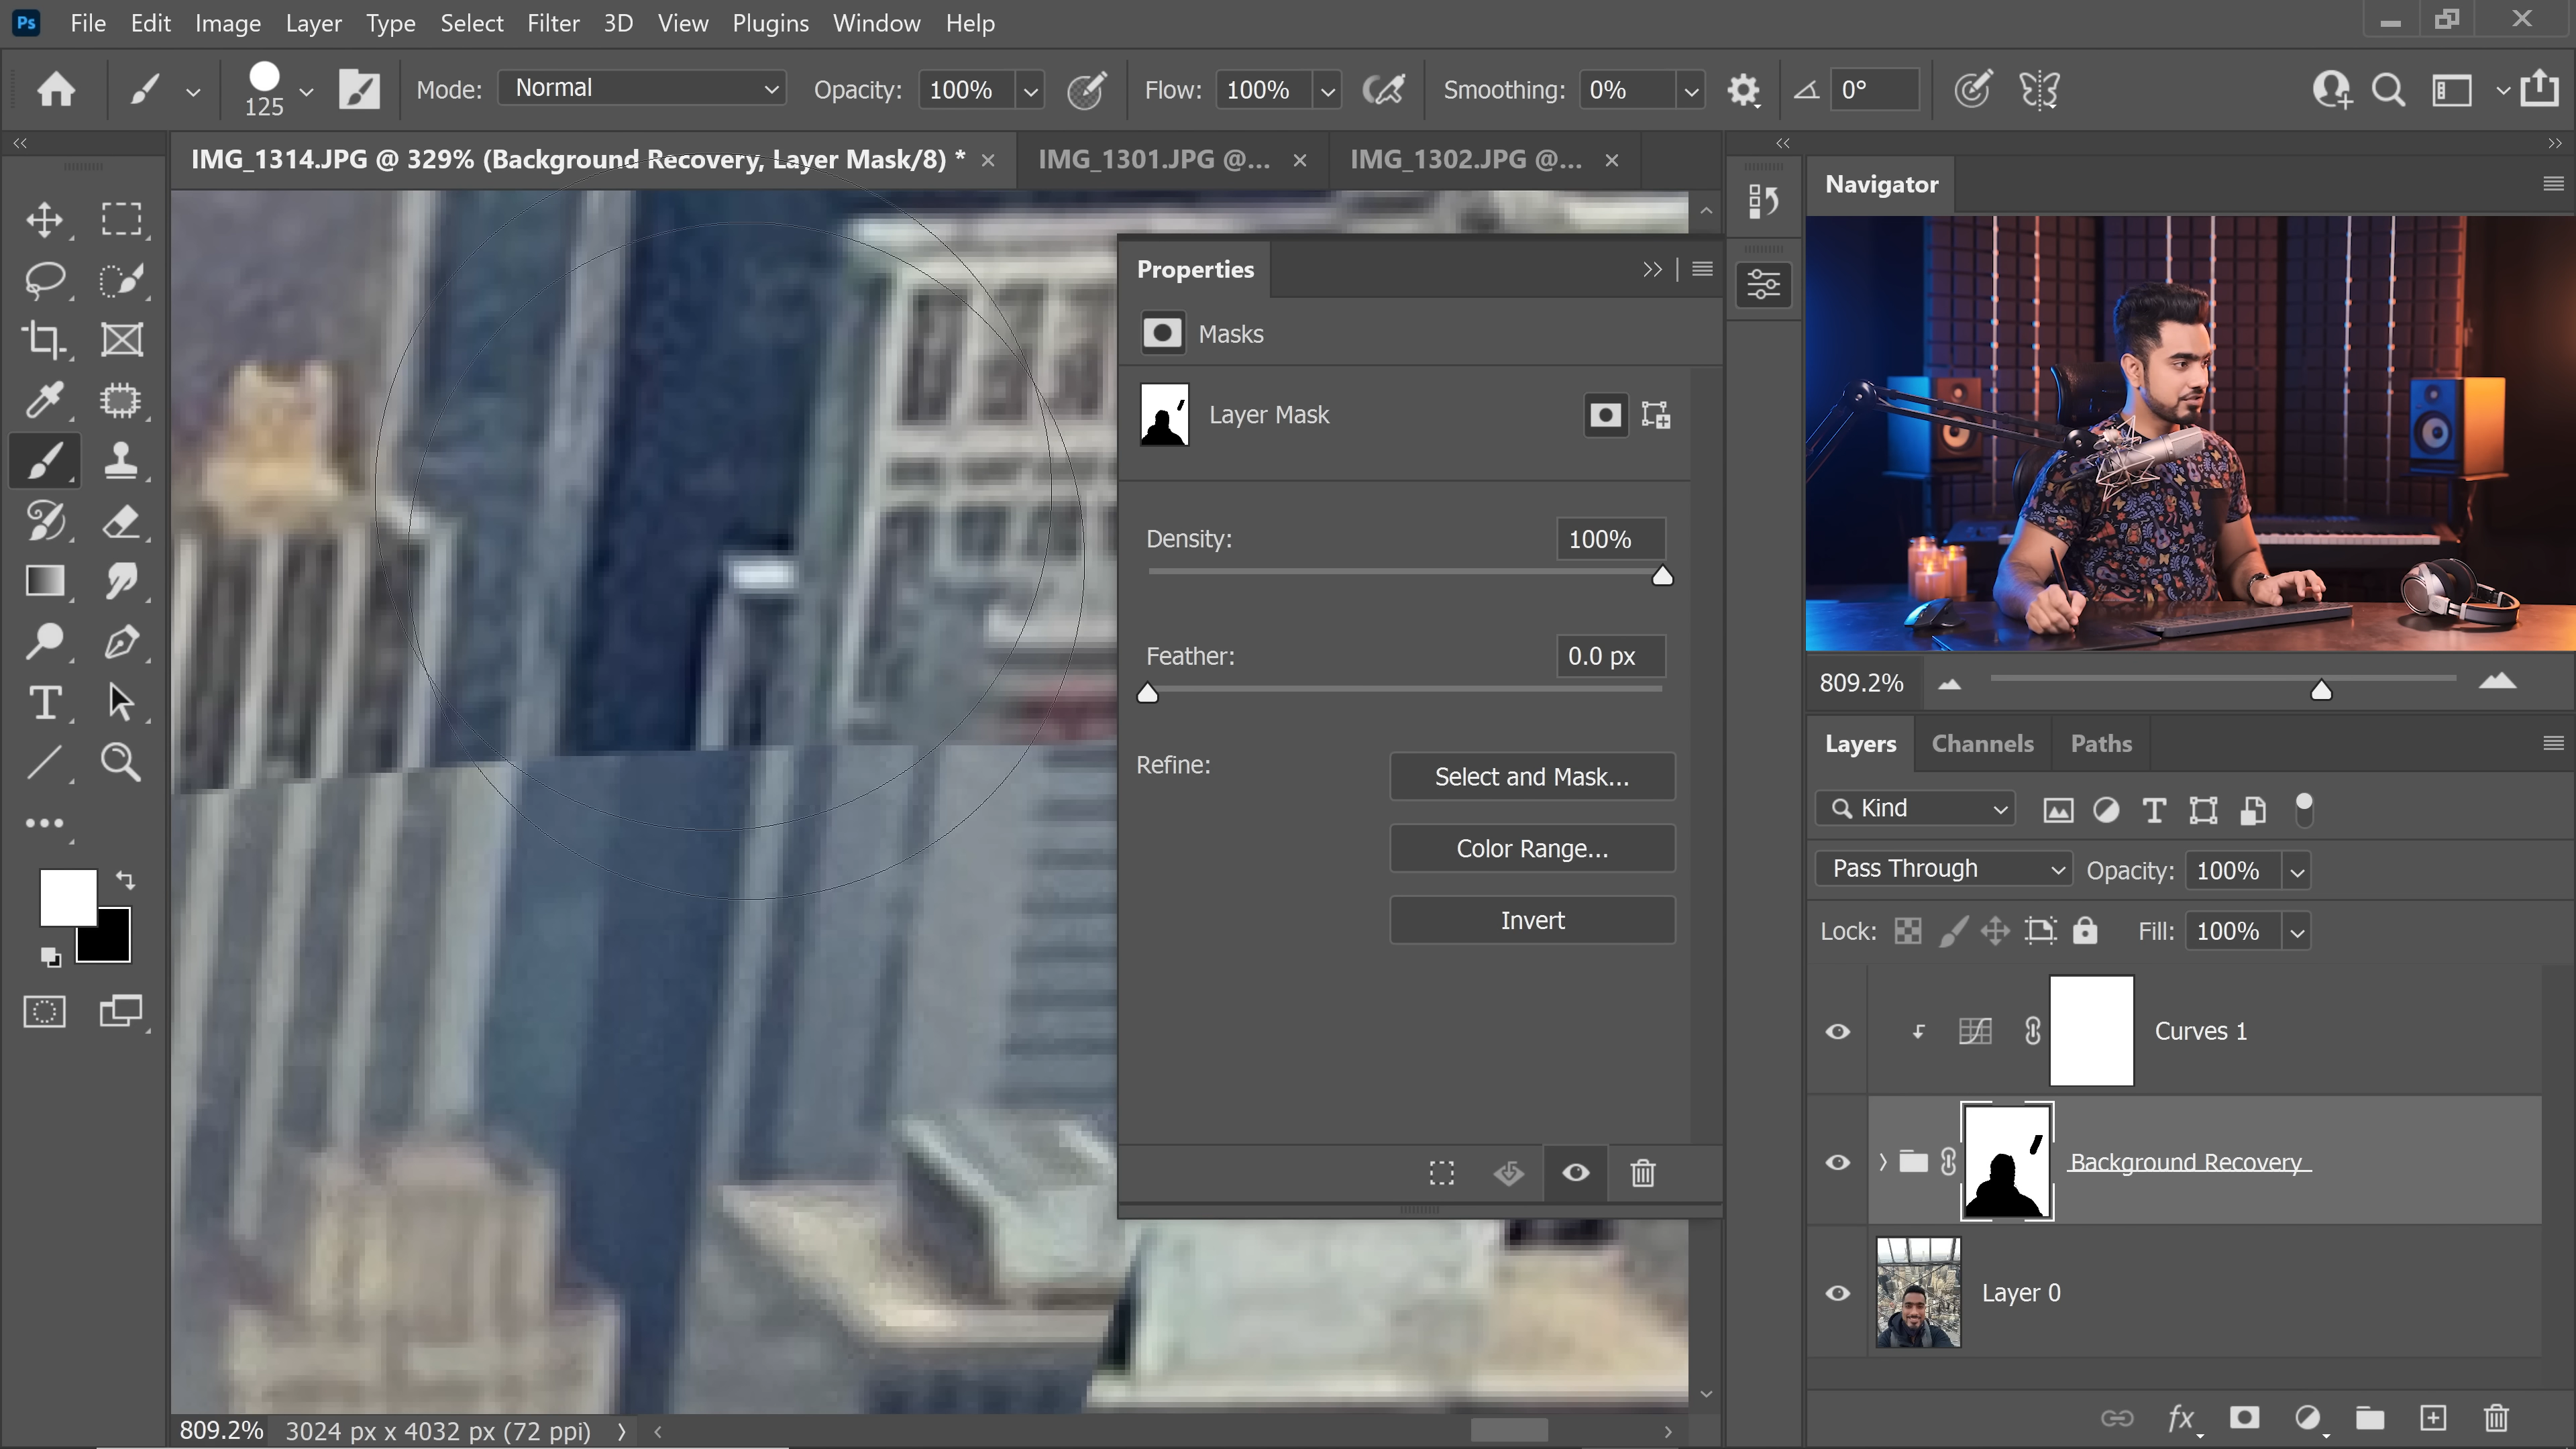 Ps File Edit Image Layer Type Select Filter 3D View Plugins Window Help
125 Mode: Normal Opacity: 100% Flow: 100% Smoothing: 0% 0°
IMG_1314.JPG @ 329% (Background Recovery, Layer Mask/8) * × IMG_1301.JPG @... × IMG_1302.JPG @... ×
Properties
Masks
Layer Mask
Density: 100%
Feather: 0.0 px
Refine: Select and Mask...
Color Range...
Invert
Navigator
809.2%
Layers Channels Paths
Kind
Pass Through Opacity: 100%
Lock: Fill: 100%
Curves 1
Background Recovery
Layer 0
fx
809.2% 3024 px x 4032 px (72 ppi)